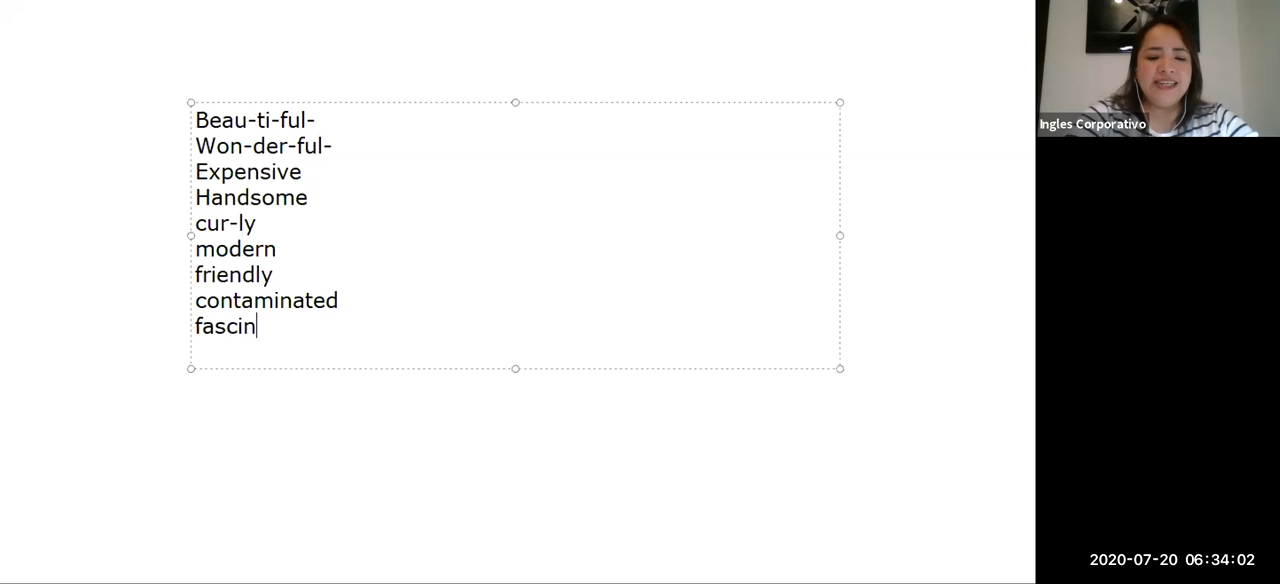 Beau-ti-ful-
Won-der-ful-
Expensive
Handsome
cur-ly
modern
friendly
contaminated
fascin
Ingles Corporativo
2020-07-20 06:34:02